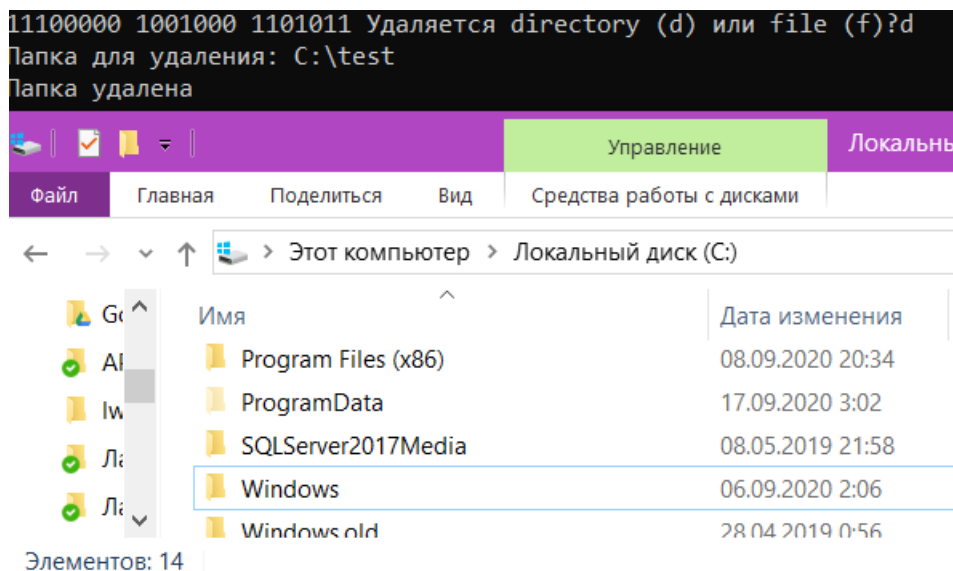 11100000 1001000 1101011 Удаляется directory (d) или file (f)?d
Папка для удаления: C:\test
Папка удалена
Управление
Локальны
Файл Главная Поделиться Вид Средства работы с дисками
Этот компьютер > Локальный диск (C:)
Имя Дата изменения
Program Files (x86) 08.09.2020 20:34
ProgramData 17.09.2020 3:02
SQLServer2017Media 08.05.2019 21:58
Windows 06.09.2020 2:06
Windows.old 28.04.2019 0:56
Элементов: 14